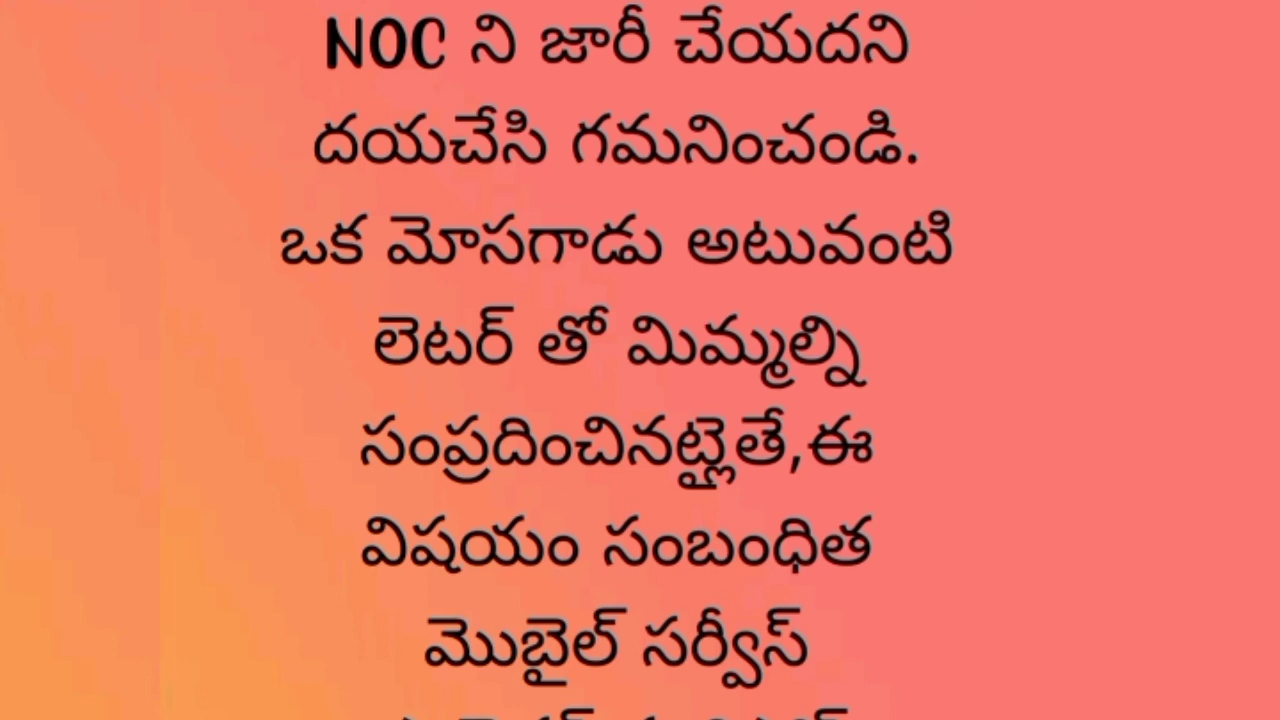 NOC ని జారీ చేయదని
దయచేసి గమనించండి.
ఒక మోసగాడు అటువంటి
లెటర్ తో మిమ్మల్ని
సంప్రదించినట్లైతే,ఈ
విషయం సంబంధిత
మొబైల్ సర్వీస్